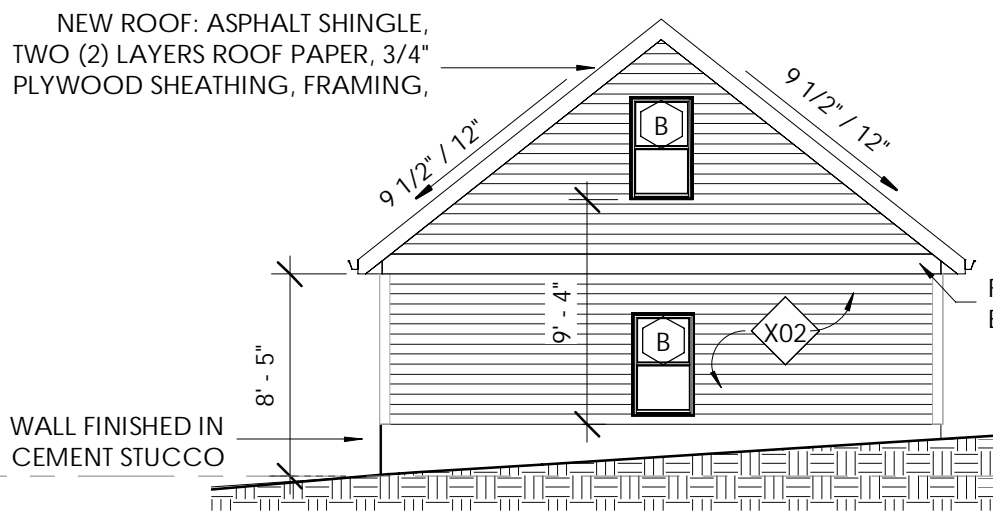 NEW ROOF: ASPHALT SHINGLE,
TWO (2) LAYERS ROOF PAPER, 3/4"
PLYWOOD SHEATHING, FRAMING,
9 1/2" / 12"
9 1/2" / 12"
B
9' - 4"
8' - 5"
B
X02
WALL FINISHED IN
CEMENT STUCCO